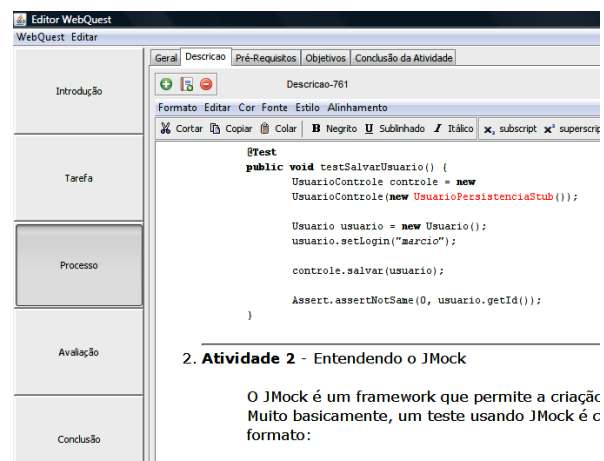 Editor WebQuest
WebQuest Editar
Geral Descricao Pré-Requisitos Objetivos Conclusão da Atividade
Descricao-761
Formato Editar Cor Fonte Estilo Alinhamento
Cortar Copiar Colar B Negrito U Sublinhado I Itálico x, subscript x² superscrip
Introdução
Tarefa
Processo
Avaliação
Conclusão
@Test
public void testSalvarUsuario() {
UsuarioControle controle = new
UsuarioControle(new UsuarioPersistenciaStub());
Usuario usuario = new Usuario();
usuario.setLogin("marcio");
controle.salvar(usuario);
Assert.assertNotSame(0, usuario.getId());
}
2. Atividade 2 - Entendendo o JMock
O JMock é um framework que permite a criação
Muito basicamente, um teste usando JMock é c
formato: